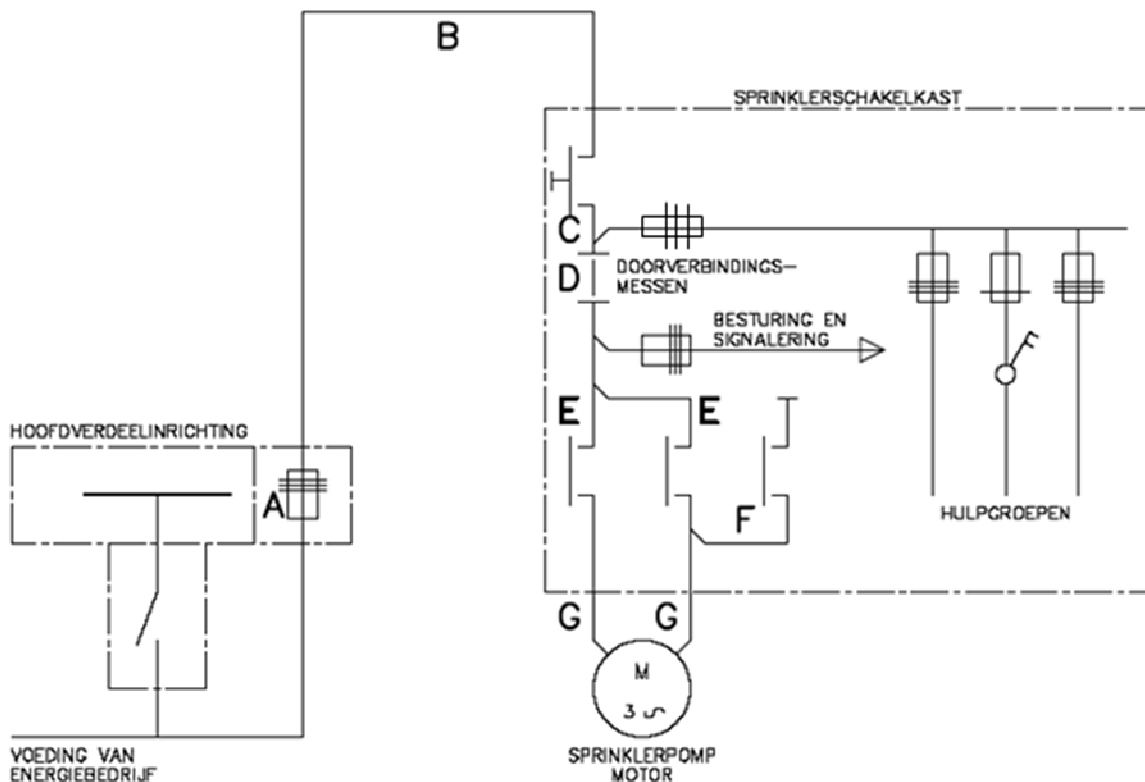 B
SPRINKLERSCHAKELKAST
C
D
DOORVERBINDINGS-
MESSEN
BESTURING EN
SIGNALERING
E
E
HOOFDVERDEELINRICHTING
A
F
HULPGROEPEN
G
G
M
3
SPRINKLERPOMP
MOTOR
VOEDING VAN
ENERGIEBEDRIJF